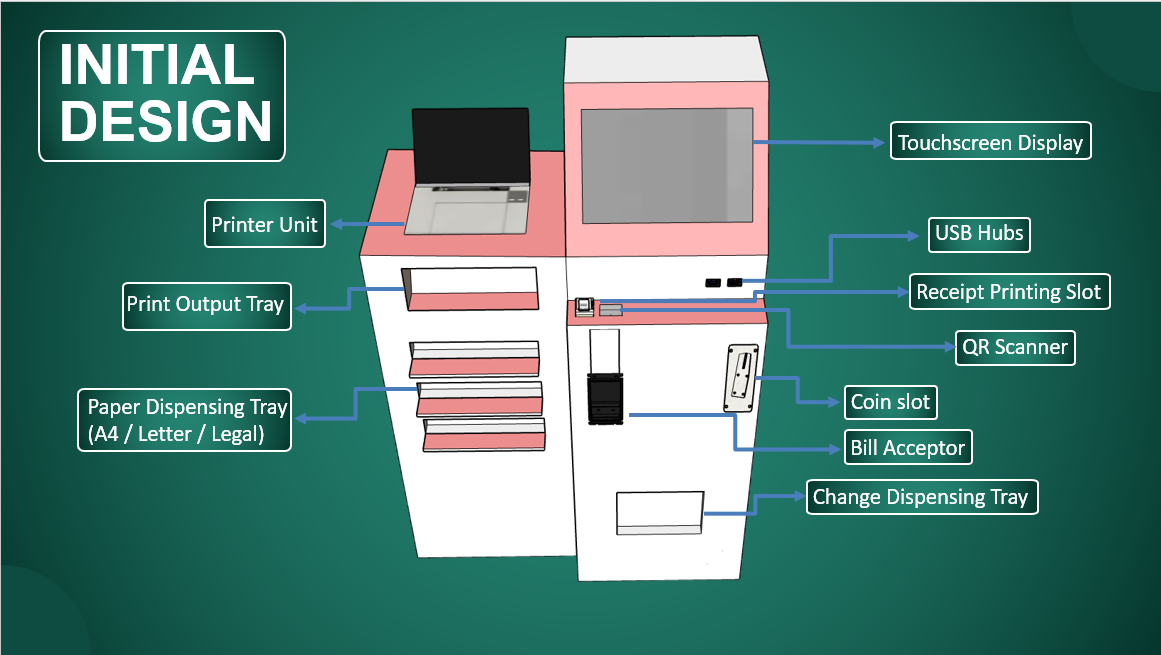 INITIAL
DESIGN
Touchscreen Display
Printer Unit
USB Hubs
Print Output Tray
Receipt Printing Slot
QR Scanner
Paper Dispensing Tray
(A4 / Letter / Legal)
Coin slot
Bill Acceptor
Change Dispensing Tray